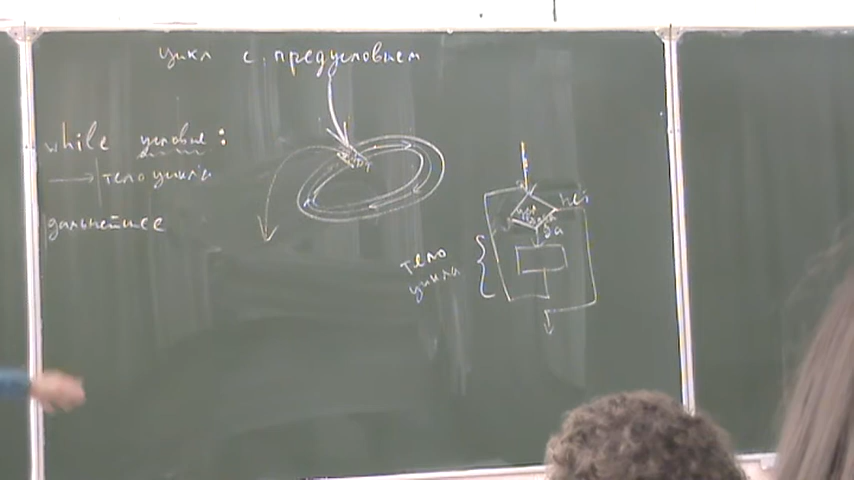 цикл с предусловием
while условие:
тело цикла
дальнейшее
нет
да
тело
цикла